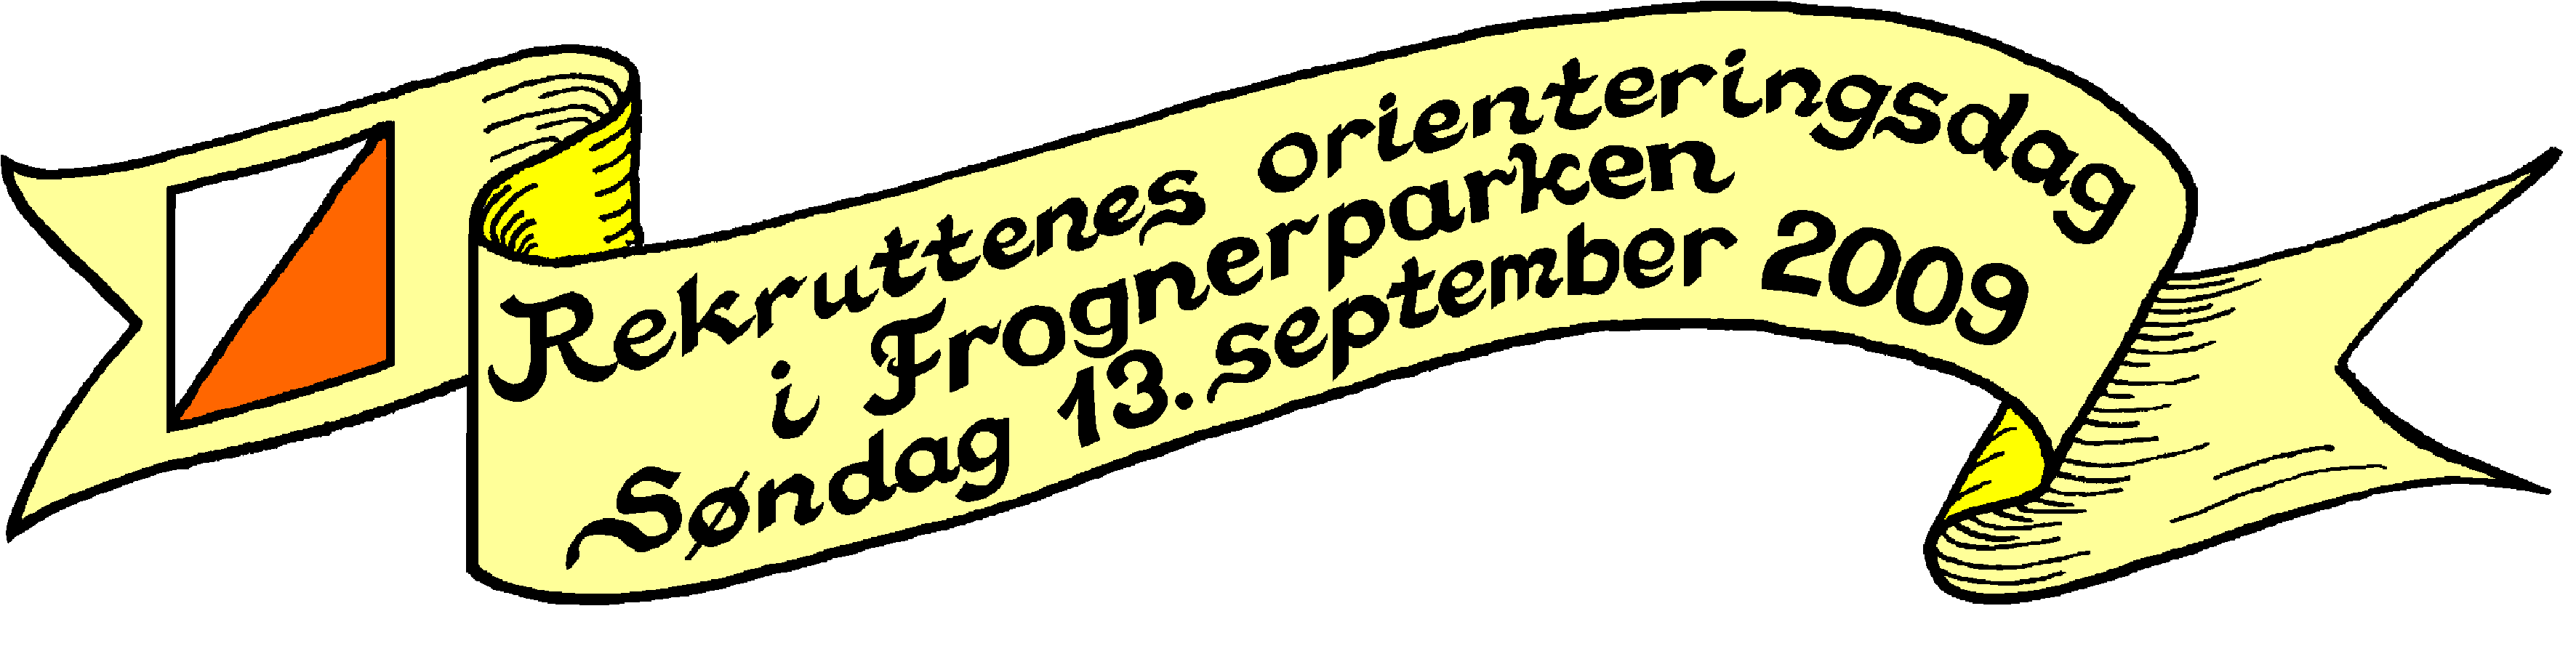 Rekruttenes orienteringsdag
i Frognerparken
Søndag 13. september 2009